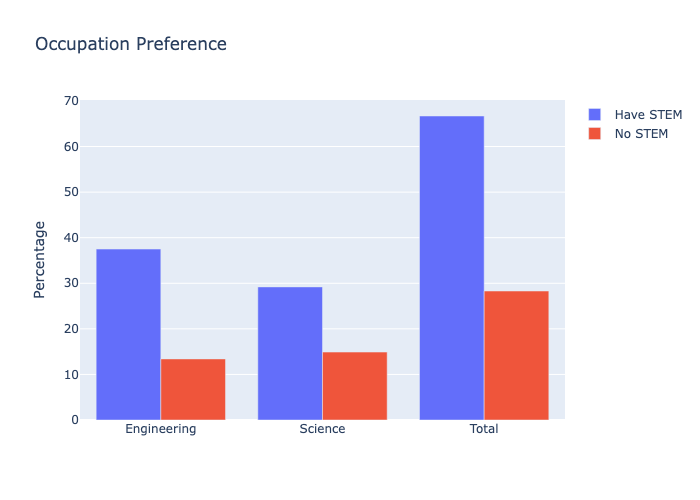 Occupation Preference
70
60
50
40
30
20
10
0
Percentage
Engineering
Science
Total
Have STEM
No STEM